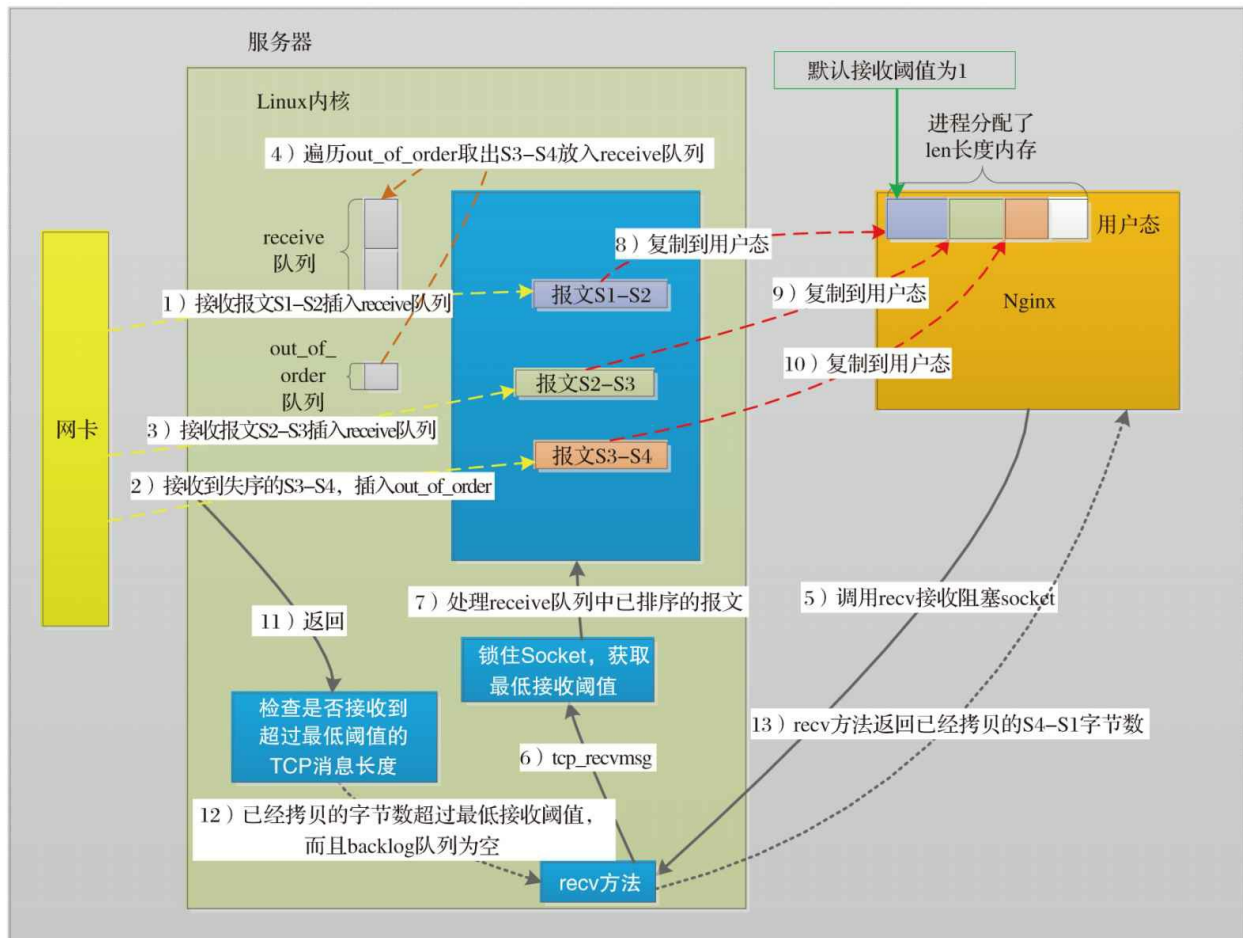 服务器
默认接收阈值为1
Linux内核
进程分配了
len长度内存
4）遍历out_of_order取出S3-S4放入receive队列
用户态
receive
队列
8）复制到用户态
1）接收报文S1-S2插入receive队列
报文S1-S2
9）复制到用户态
Nginx
out_of_
order
队列
10）复制到用户态
报文S2-S3
网卡
3）接收报文S2-S3插入receive队列
报文S3-S4
2）接收到失序的S3-S4，插入out_of_order
7）处理receive队列中已排序的报文
5）调用recv接收阻塞socket
11）返回
锁住Socket，获取
最低接收阈值
检查是否接收到
超过最低阈值的
TCP消息长度
13）recv方法返回已经拷贝的S4-S1字节数
6）tcp_recvmsg
12）已经拷贝的字节数超过最低接收阈值，
而且backlog队列为空
recv方法